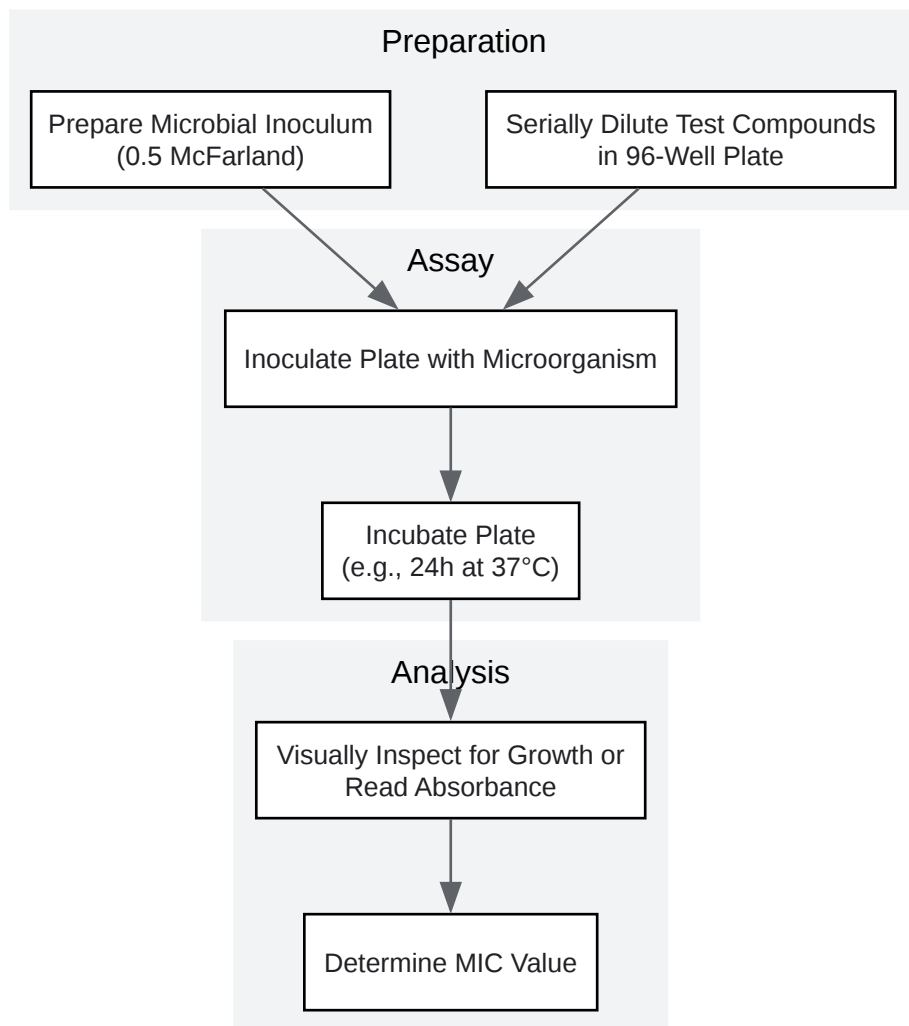 Preparation
Prepare Microbial Inoculum
(0.5 McFarland)
Serially Dilute Test Compounds
in 96-Well Plate
Assay
Inoculate Plate with Microorganism
Incubate Plate
(e.g., 24h at 37°C)
Analysis
Visually Inspect for Growth or
Read Absorbance
Determine MIC Value